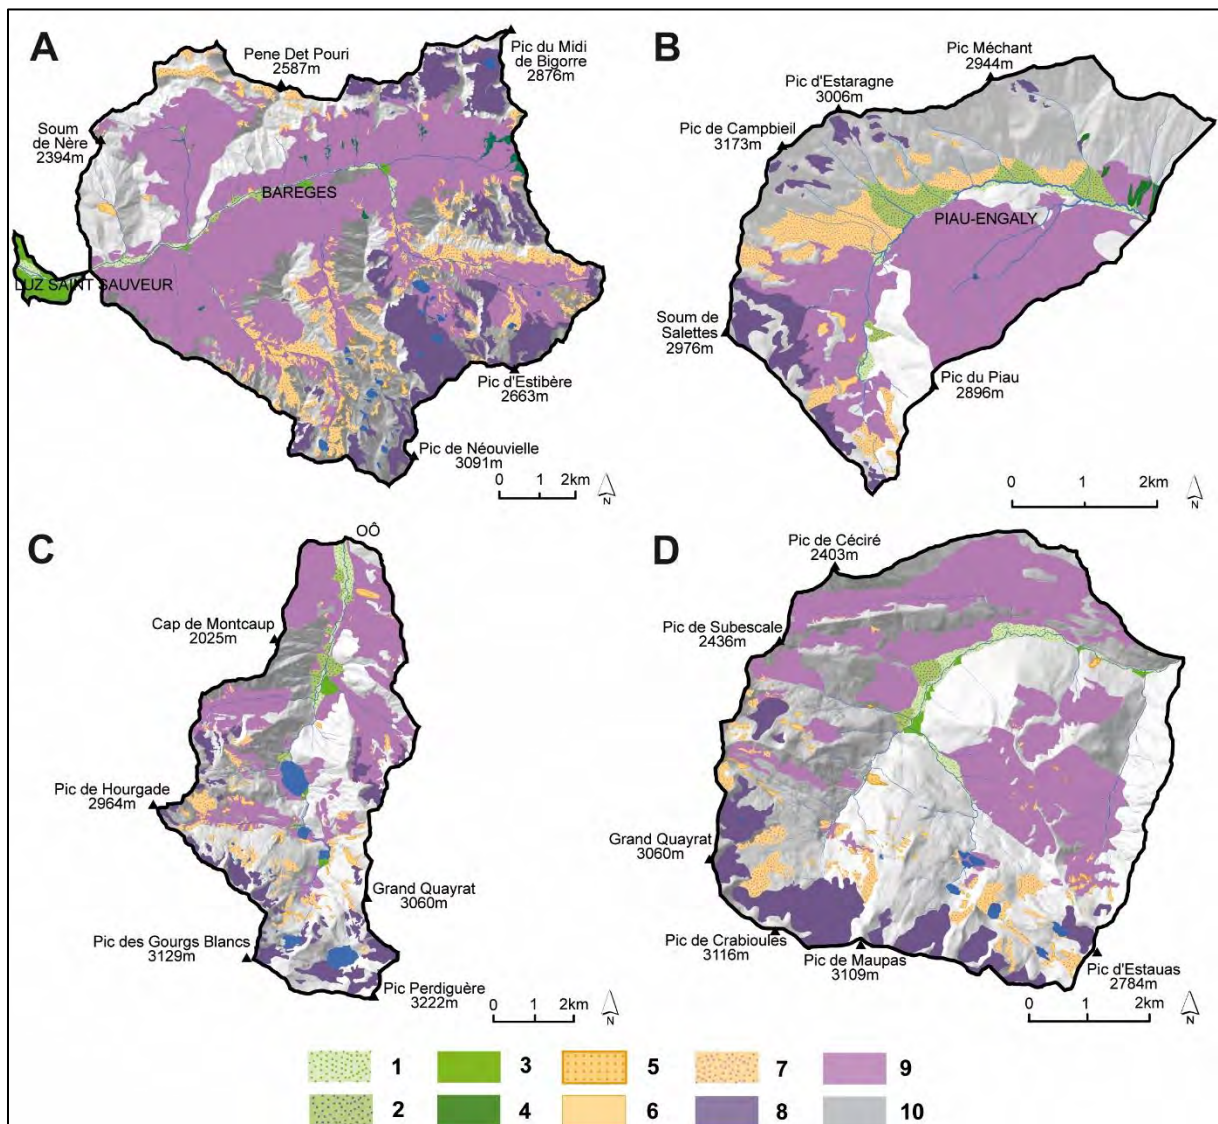 A
Pene Det Pouri
2587m
Pic du Midi
de Bigorre
2876m
Soum
de Nère
2394m
BAREGES
LUZ SAINT SAUVEUR
Pic d'Estibère
2663m
Pic de Néouvielle
3091m
0 1 2km
N
B
Pic Méchant
2944m
Pic d'Estaragne
3006m
Pic de Campbieil
3173m
PIAU-ENGALY
Soum de
Salettes
2976m
Pic du Piau
2896m
0 1 2km
N
C
OÔ
Cap de Montcaup
2025m
Pic de Hourgade
2964m
Grand Quayrat
3060m
Pic des Gourgs Blancs
3129m
Pic Perdiguère
3222m
0 1 2km
N
D
Pic de Céciré
2403m
Pic de Subescale
2436m
Grand Quayrat
3060m
Pic de Crabioules
3116m
Pic de Maupas
3109m
Pic d'Estauas
2784m
0 1 2km
N
1 3 5 7 9
2 4 6 8 10